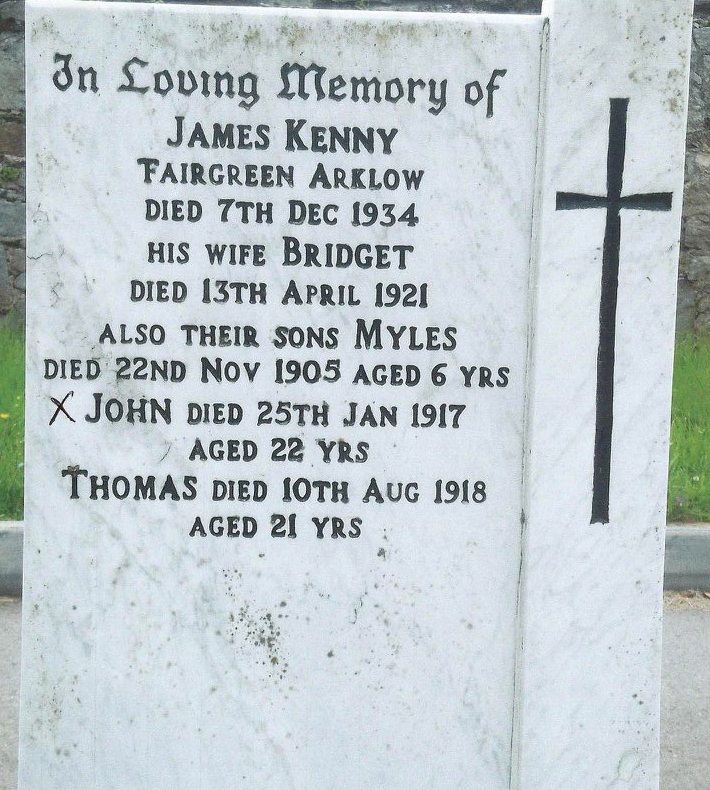 In Loving Memory of
JAMES KENNY
FAIRGREEN ARKLOW
DIED 7TH DEC 1934
HIS WIFE BRIDGET
DIED 13TH APRIL 1921
ALSO THEIR SONS MYLES
DIED 22ND NOV 1905 AGED 6 YRS
X JOHN DIED 25TH JAN 1917
AGED 22 YRS
THOMAS DIED 10TH AUG 1918
AGED 21 YRS